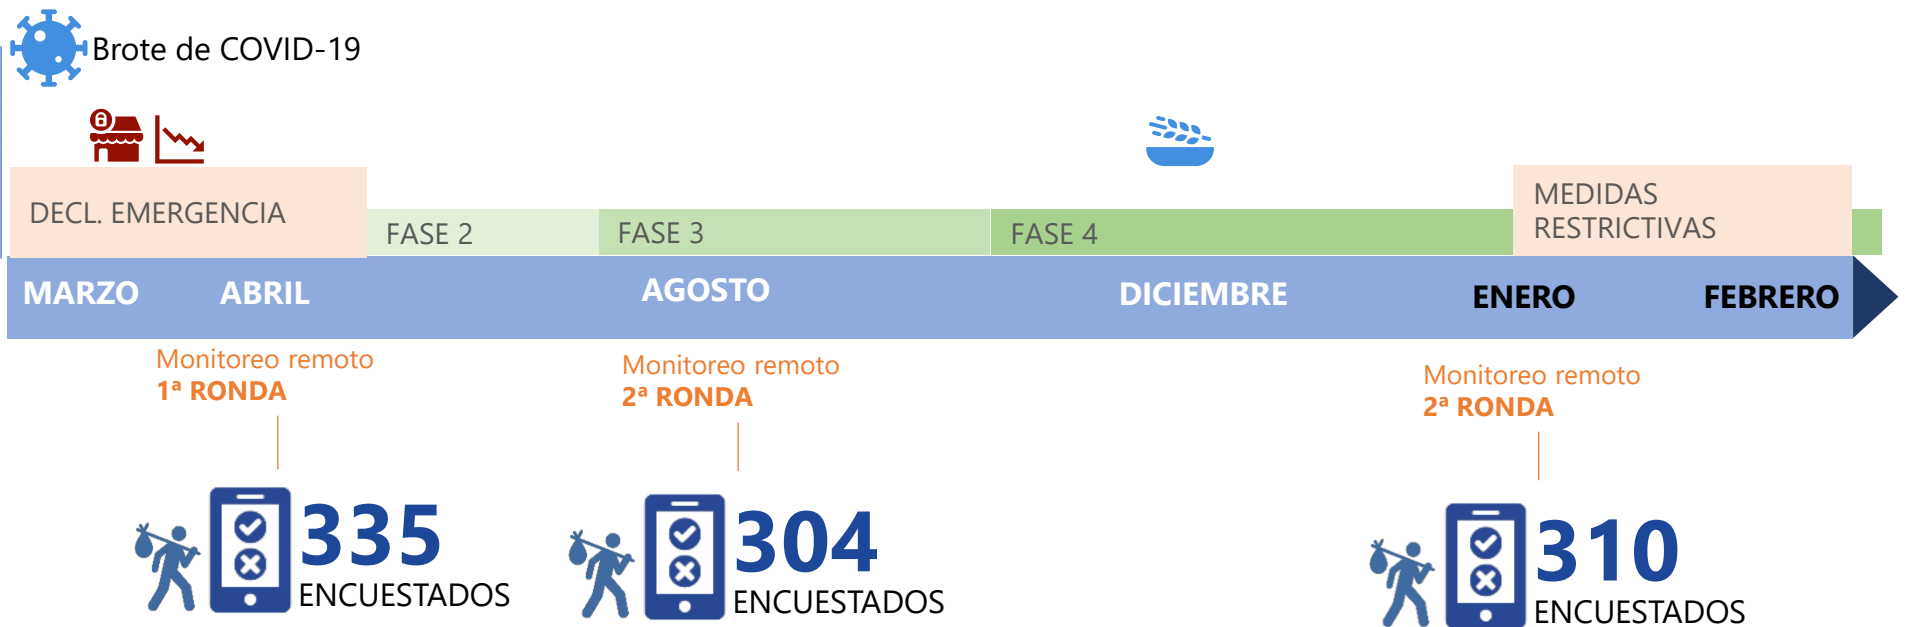 Brote de COVID-19
DECL. EMERGENCIA
FASE 2
FASE 3
FASE 4
MEDIDAS
RESTRICTIVAS
MARZO
ABRIL
AGOSTO
DICIEMBRE
ENERO
FEBRERO
Monitoreo remoto
1ª RONDA
Monitoreo remoto
2ª RONDA
Monitoreo remoto
2ª RONDA
335
ENCUESTADOS
304
ENCUESTADOS
310
ENCUESTADOS